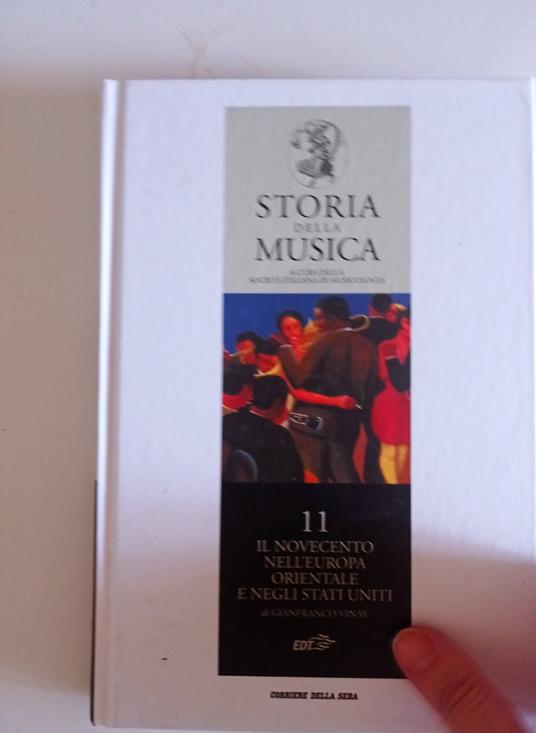 STORIA
DELLA
MUSICA
A CURA DELLA
SOCIETÀ ITALIANA DI MUSICOLOGIA
11
IL NOVECENTO
NELL'EUROPA
ORIENTALE
E NEGLI STATI UNITI
di GIANFRANCO VINAY
EDT
CORRIERE DELLA SERA